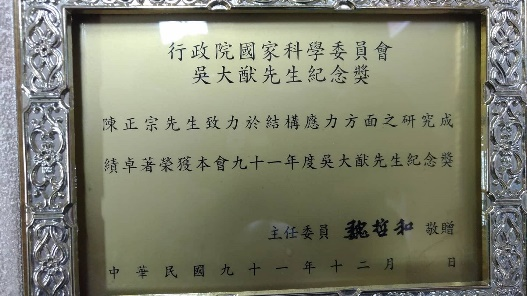 行政院國家科學委員會
吳大猷先生紀念獎
陳正宗先生致力於結構應力方面之研究成
績卓著榮獲本會九十一年度吳大猷先生紀念獎
主任委員 魏哲和 敬贈
中華民國九十一年十二月 日